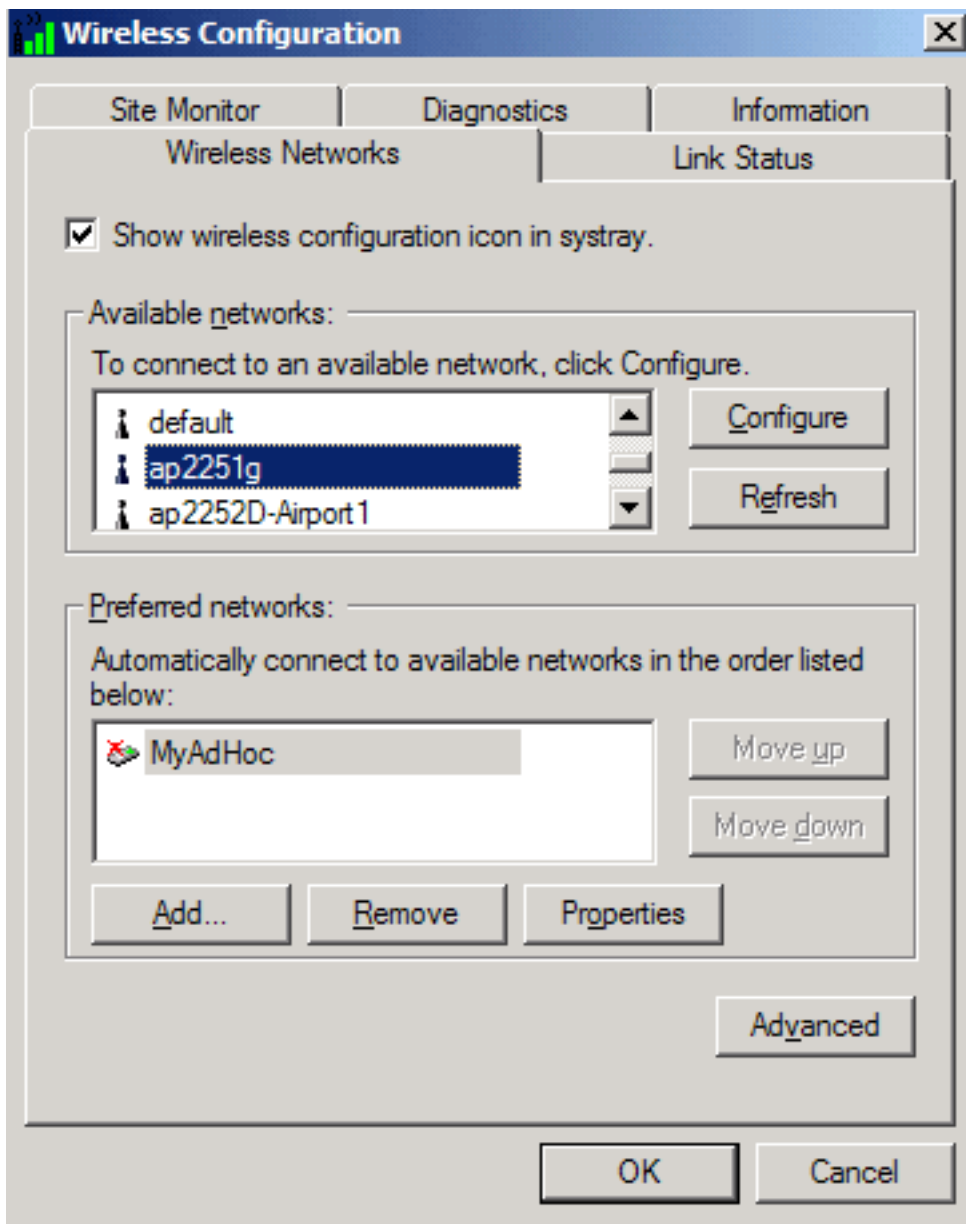 Wireless Configuration
Site Monitor
Diagnostics
Information
Wireless Networks
Link Status
Show wireless configuration icon in systray.
Available networks:
To connect to an available network, click Configure.
default
ap2251g
ap2252D-Airport1
Configure
Refresh
Preferred networks:
Automatically connect to available networks in the order listed
below:
MyAdHoc
Move up
Move down
Add...
Remove
Properties
Advanced
OK
Cancel